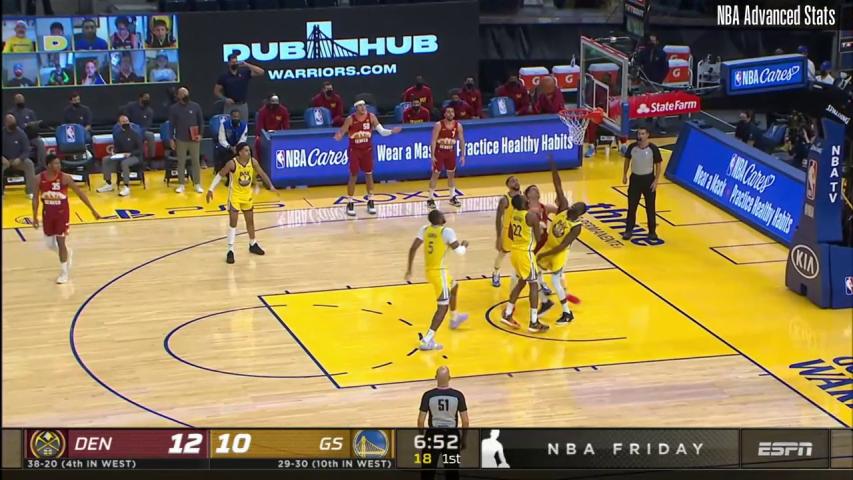 NBA Advanced Stats
DUB HUB
WARRIORS.COM
NBA Cares
StateFarm
NBA Cares Wear a Mask Practice Healthy Habits
NBA Cares
Wear a Mask Practice Healthy Habits
NBA TV
KIA
5
22
35
51
DEN 12 10 GS 6:52 NBA FRIDAY ESPN
38-20 (4TH IN WEST) 29-30 (10TH IN WEST) 18 1st